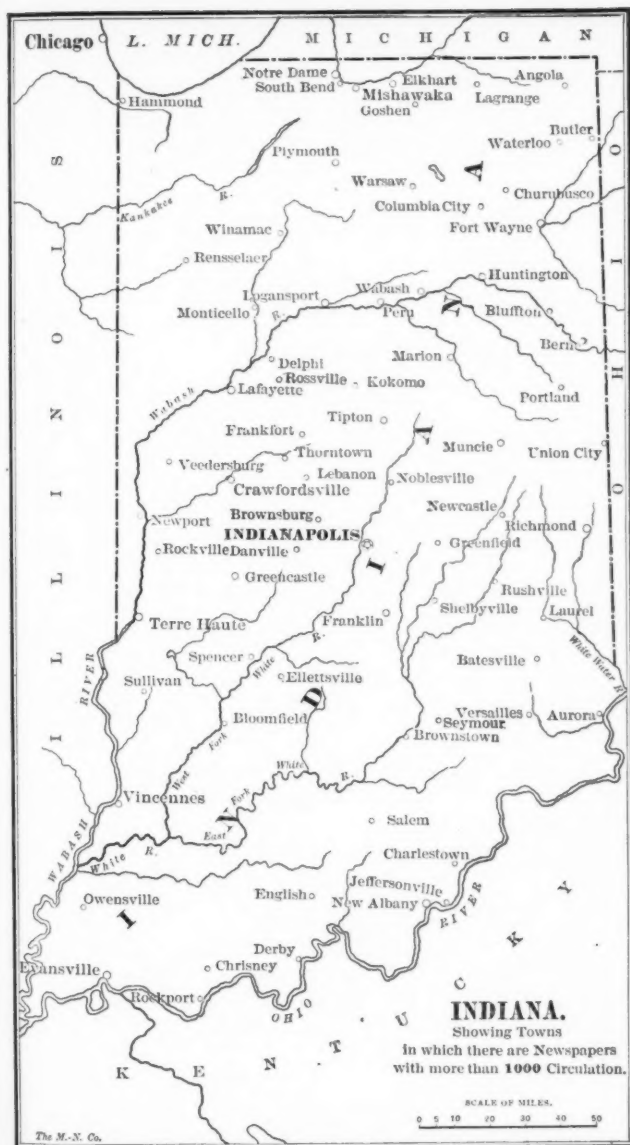 Chicago
L. MICH.
MICHIGAN
Notre Dame
South Bend
Elkhart
Mishawaka
Goshen
Angola
Lagrange
Hammond
Butler
Waterloo
Plymouth
Warsaw
Churubusco
Columbia City
Fort Wayne
Kankakee R.
Winamac
Rensselaer
Huntington
Wabash
Logansport
Monticello
R.
Peru
Bluffton
Berne
Delphi
Marion
Rossville
Kokomo
Wabash
Lafayette
Portland
Tipton
Frankfort
Muncie
Union City
Thorntown
Veedersburg
Lebanon
Noblesville
Crawfordsville
Newcastle
Newport
Brownsburg
Richmond
INDIANAPOLIS
Rockville
Danville
Greenfield
Greencastle
Rushville
Shelbyville
Laurel
Terre Haute
Franklin
R.
Spencer
White
Batesville
White Water R.
Sullivan
Ellettsville
Bloomfield
Versailles
Aurora
Seymour
Brownstown
West Fork
White R.
Vincennes
East Fork
Salem
WABASH RIVER
White R.
Charlestown
Jeffersonville
Owensville
English
New Albany
RIVER
Derby
Evansville
Chrisney
Rockport
OHIO
ILLINOIS
OHIO
INDIANA
KENTUCKY
INDIANA.
Showing Towns
in which there are Newspapers
with more than 1000 Circulation.
SCALE OF MILES.
0 5 10 20 30 40 50
The M.-N. Co.